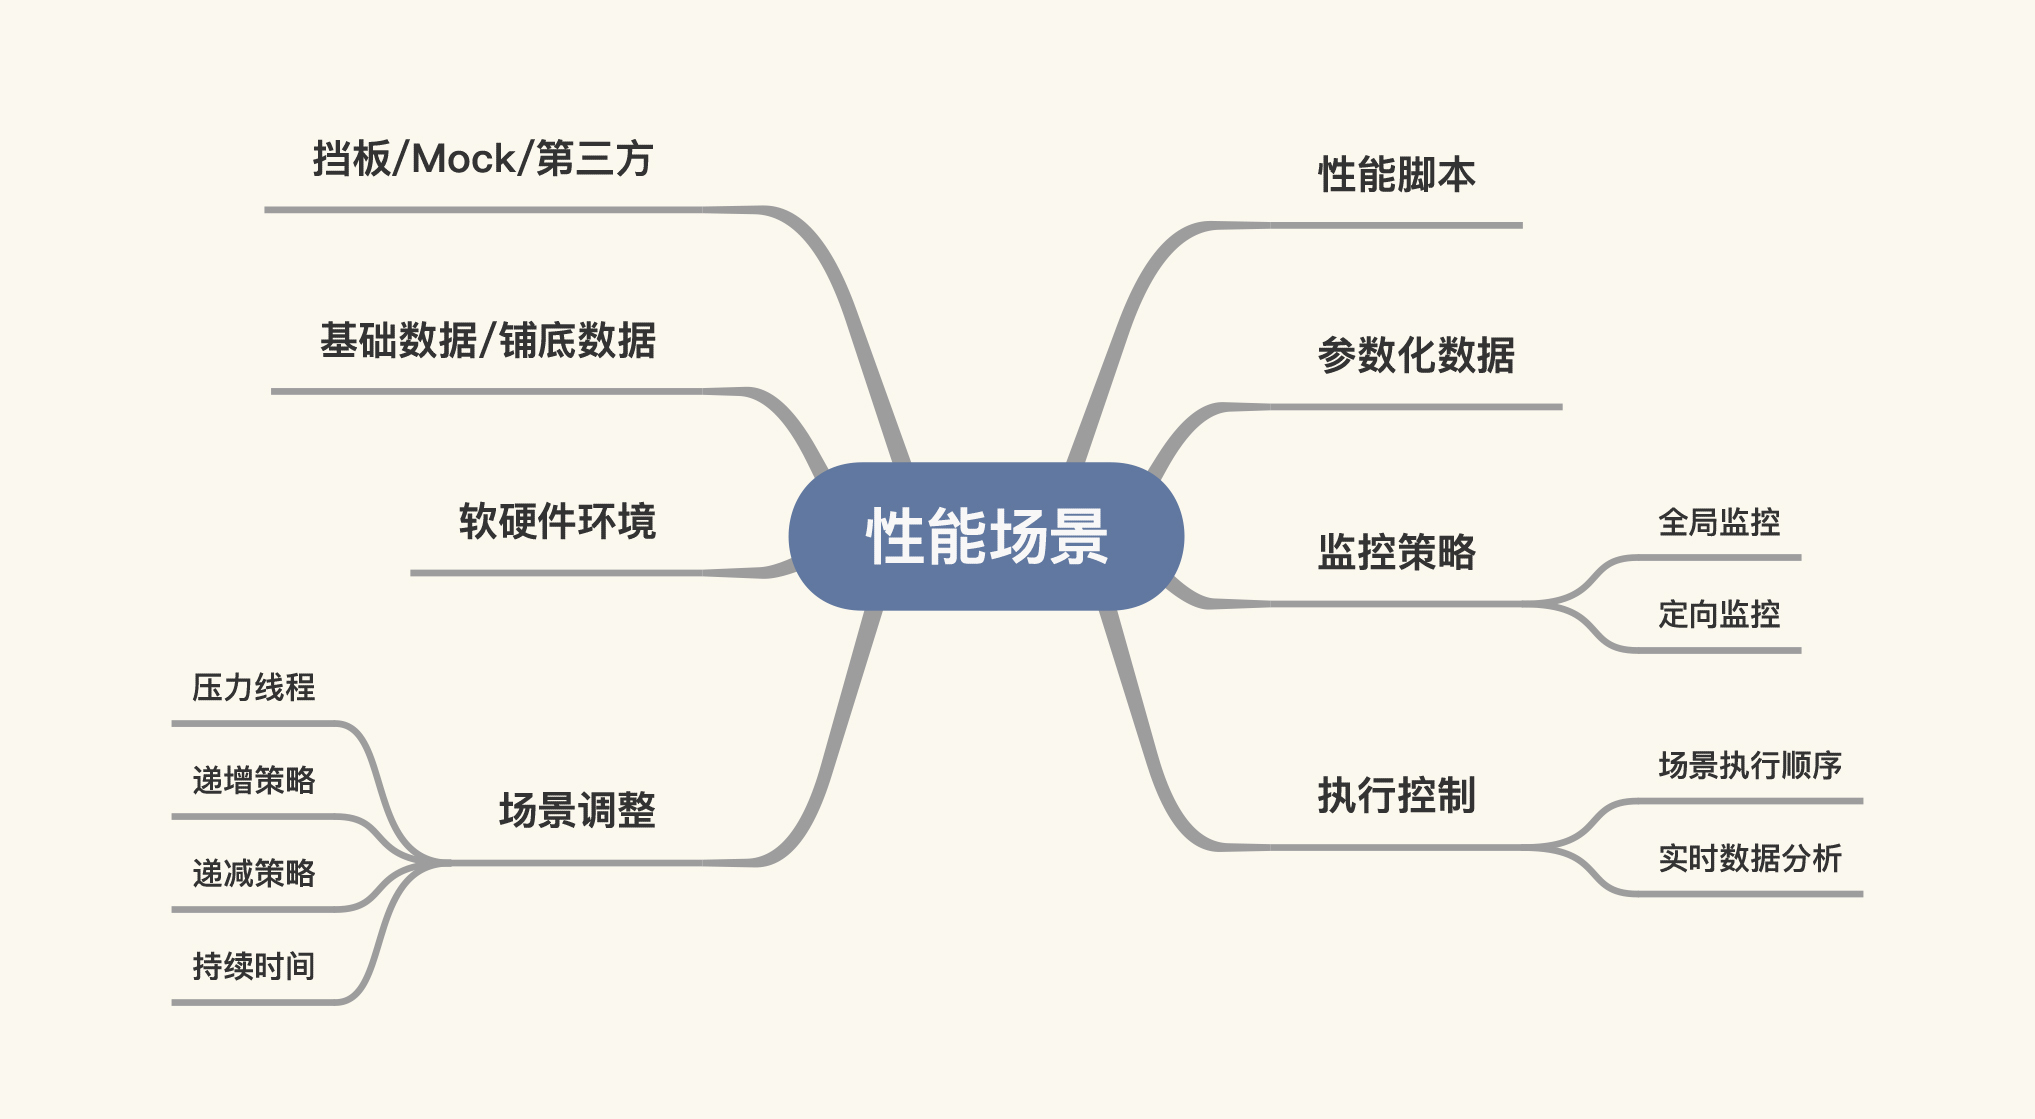 性能场景
性能脚本
参数化数据
监控策略
全局监控
定向监控
执行控制
场景执行顺序
实时数据分析
挡板/Mock/第三方
基础数据/铺底数据
软硬件环境
场景调整
压力线程
递增策略
递减策略
持续时间